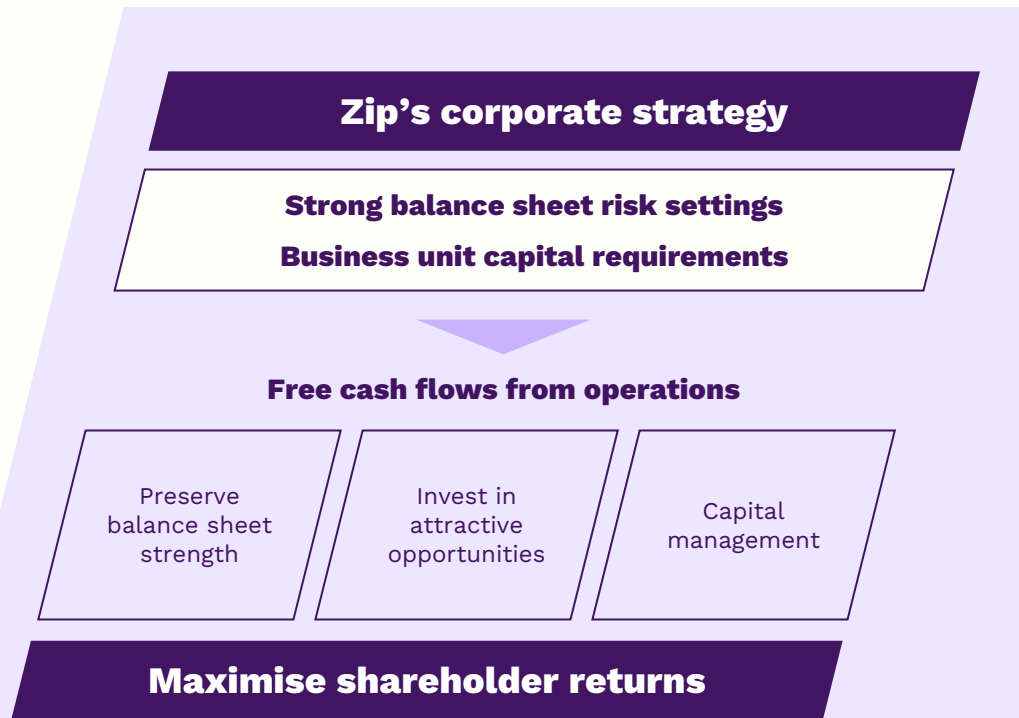 Zip’s corporate strategy
Strong balance sheet risk settings
Business unit capital requirements
Free cash flows from operations
Preserve
balance sheet
strength
Invest in
attractive
opportunities
Capital
management
Maximise shareholder returns